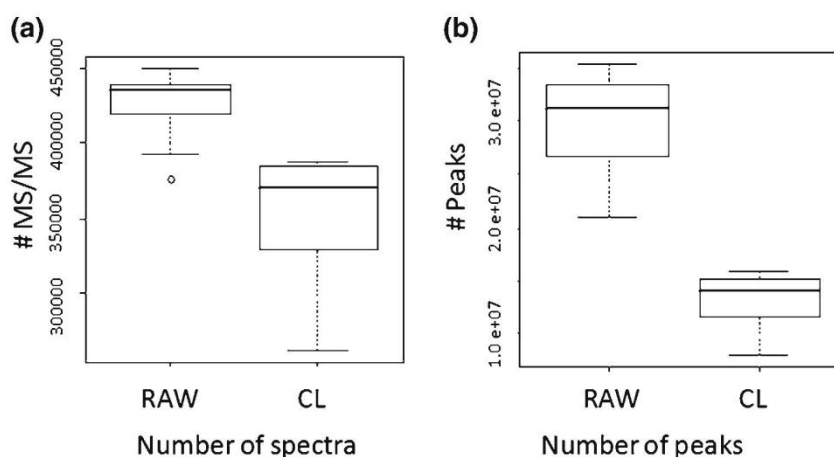 (a)
# MS/MS
450000
400000
350000
300000
RAW CL
Number of spectra
(b)
# Peaks
3.0 e+07
2.0 e+07
1.0 e+07
RAW CL
Number of peaks